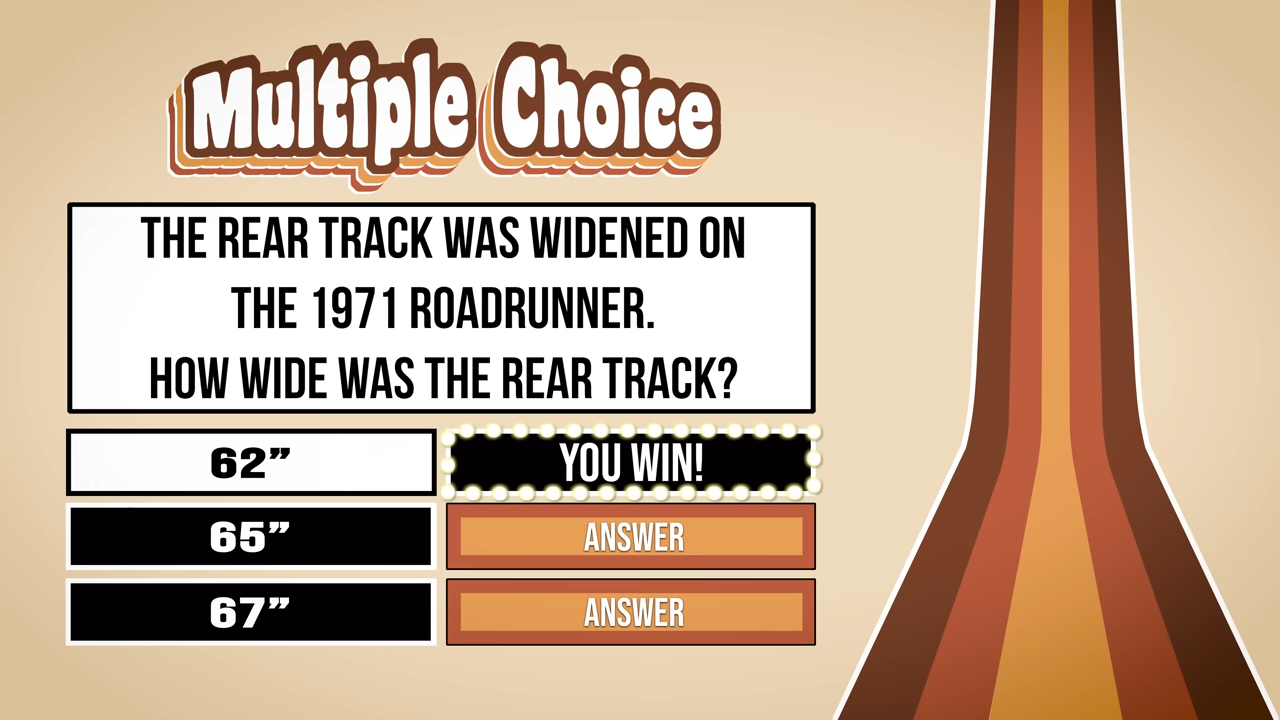 Multiple Choice
THE REAR TRACK WAS WIDENED ON
THE 1971 ROADRUNNER.
HOW WIDE WAS THE REAR TRACK?
62”
YOU WIN!
65”
ANSWER
67”
ANSWER